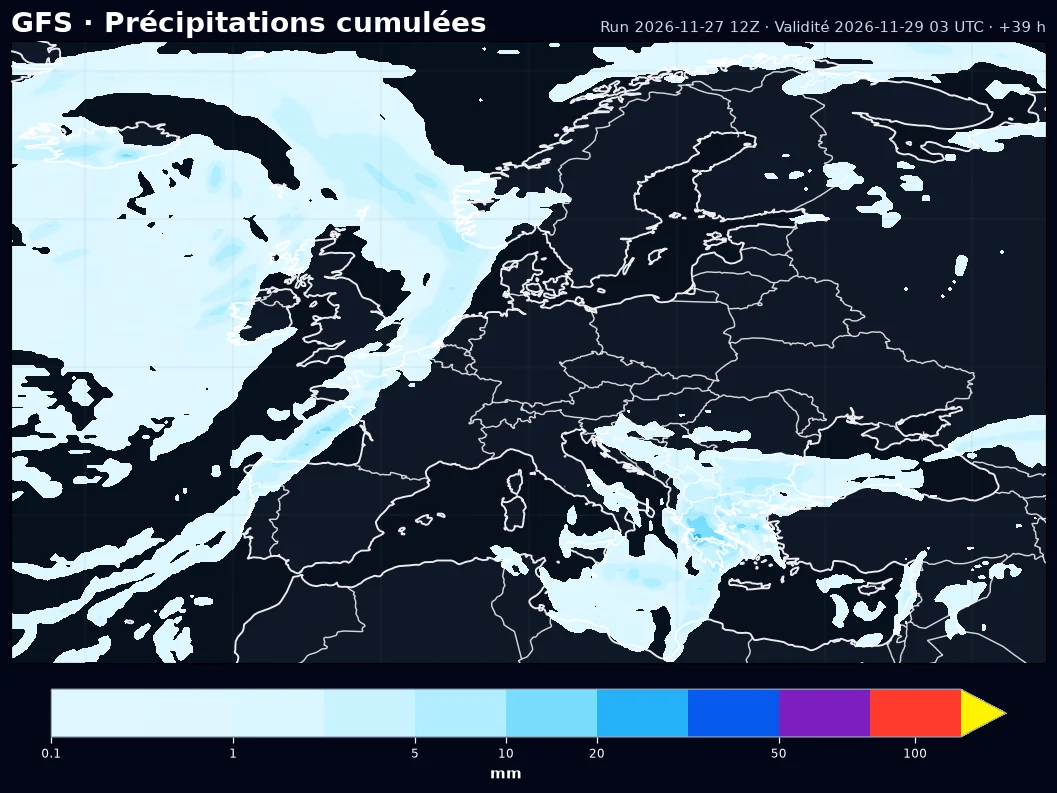 GFS · Précipitations cumulées
Run 2026-11-27 12Z · Validité 2026-11-29 03 UTC · +39 h
0.1 1 5 10 20 50 100
mm